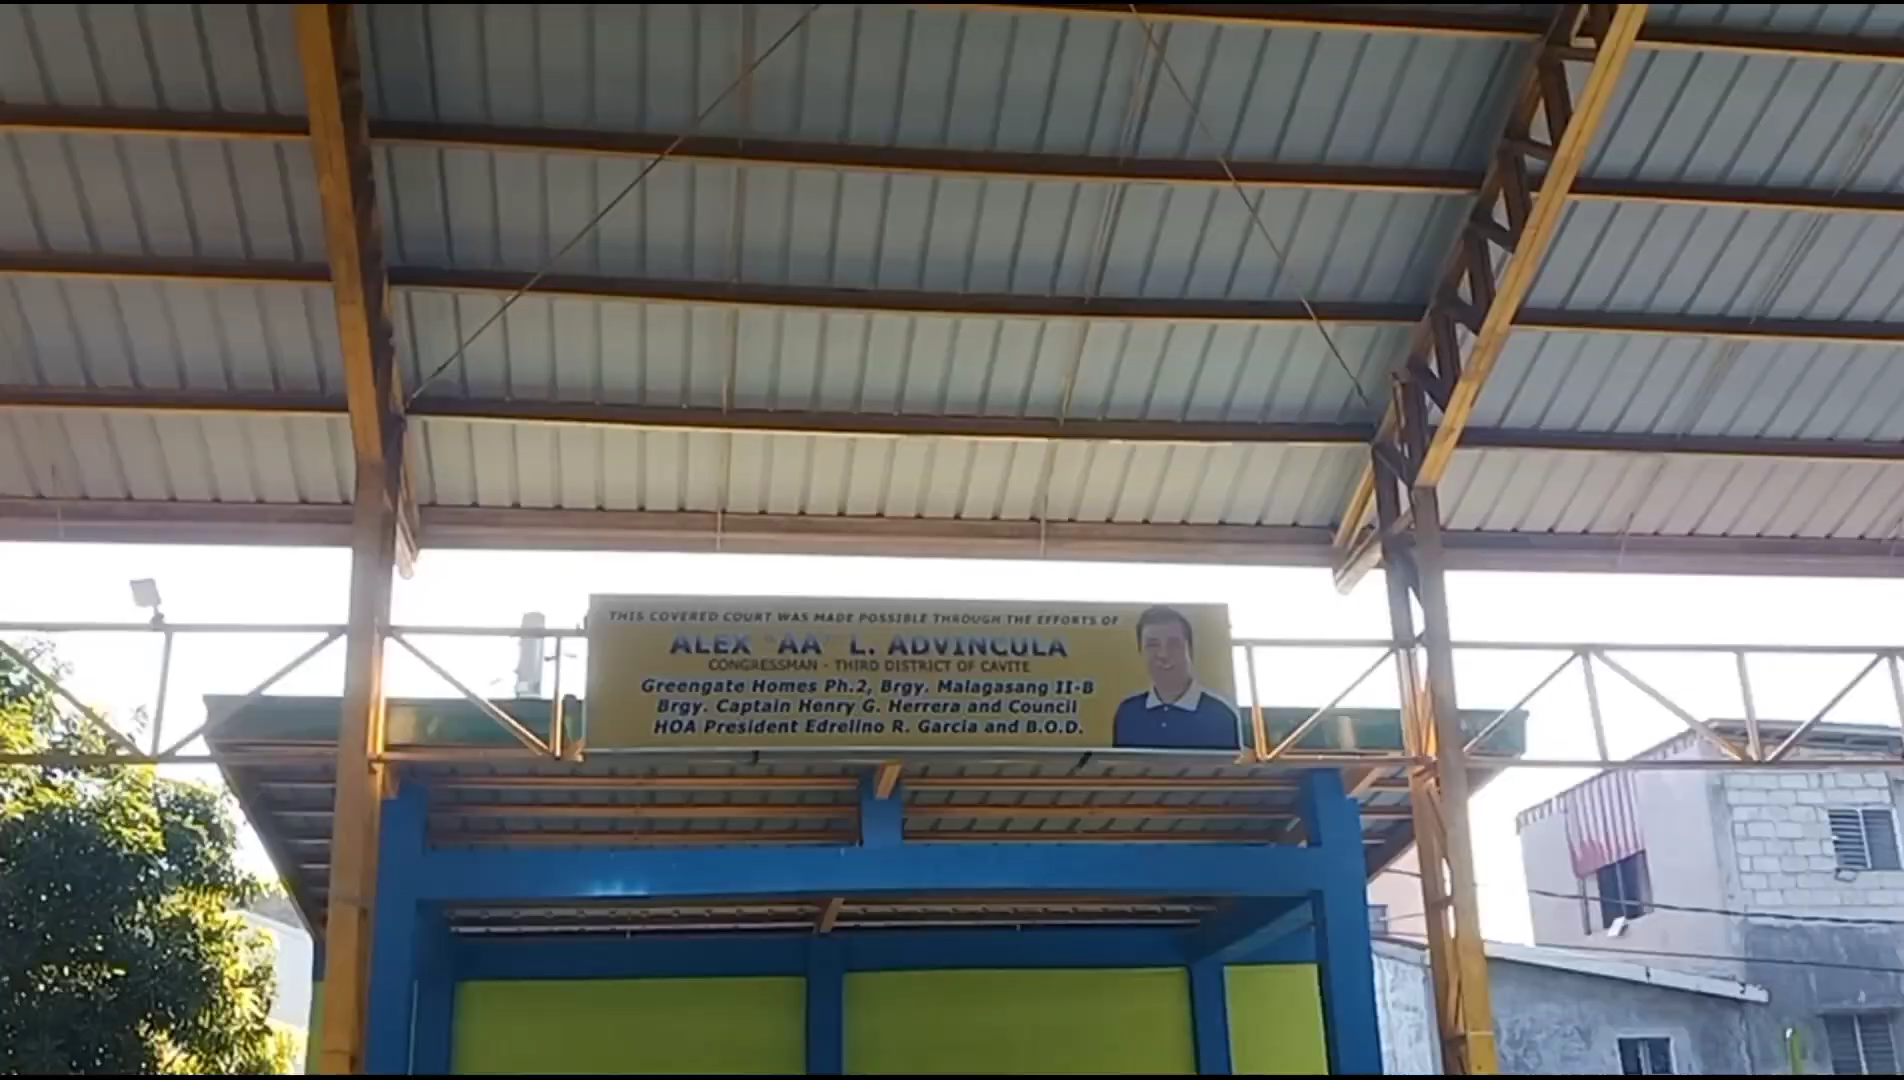 THIS COVERED COURT WAS MADE POSSIBLE THROUGH THE EFFORTS OF
ALEX "AA" L. ADVINCULA
CONGRESSMAN - THIRD DISTRICT OF CAVITE
Greengate Homes Ph.2, Brgy. Malagasang II-B
Brgy. Captain Henry G. Herrera and Council
HOA President Edrelino R. Garcia and B.O.D.